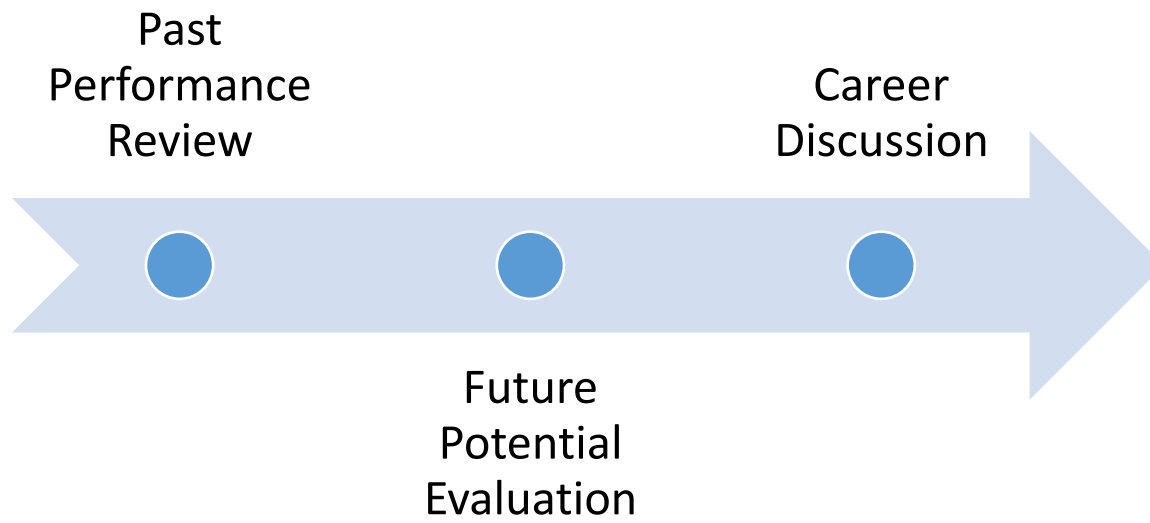 Past
Performance
Review
Future
Potential
Evaluation
Career
Discussion